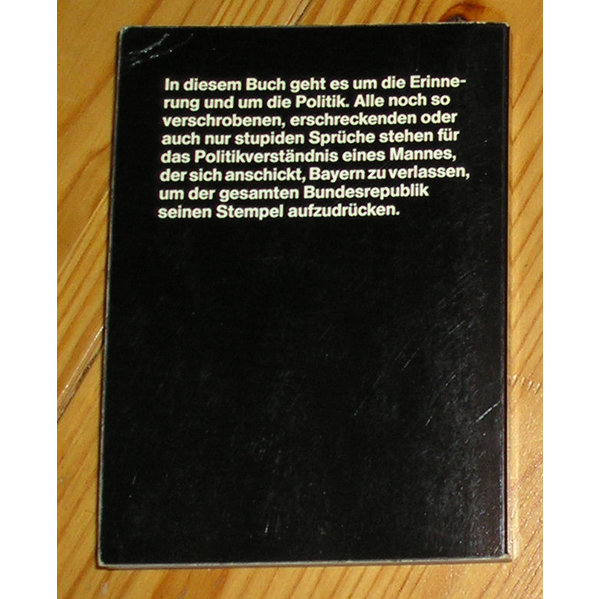 In diesem Buch geht es um die Erinne-
rung und um die Politik. Alle noch so
verschrobenen, erschreckenden oder
auch nur stupiden Sprüche stehen für
das Politikverständnis eines Mannes,
der sich anschickt, Bayern zu verlassen,
um der gesamten Bundesrepublik
seinen Stempel aufzudrücken.